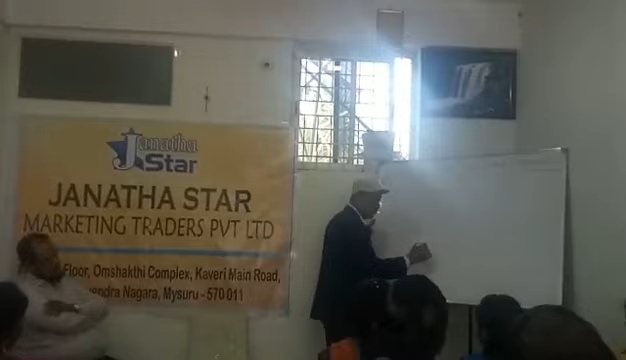 Janatha
Star
JANATHA STAR
MARKETING TRADERS PVT LTD
Floor, Omshakthi Complex, Kaveri Main Road,
Nagara, Mysuru - 570 011